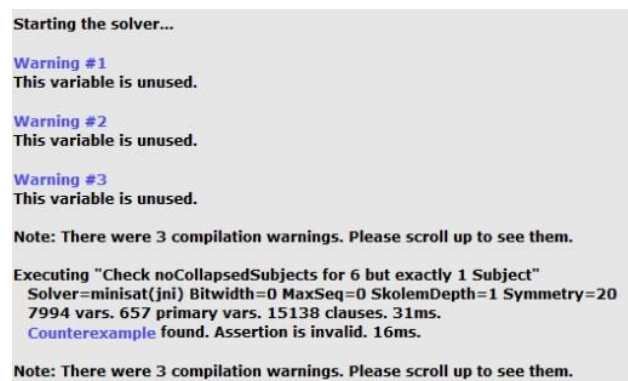 Starting the solver...
Warning #1
This variable is unused.
Warning #2
This variable is unused.
Warning #3
This variable is unused.
Note: There were 3 compilation warnings. Please scroll up to see them.
Executing "Check noCollapsedSubjects for 6 but exactly 1 Subject"
Solver=minisat(jni) Bitwidth=0 MaxSeq=0 SkolemDepth=1 Symmetry=20
7994 vars. 657 primary vars. 15138 clauses. 31ms.
Counterexample found. Assertion is invalid. 16ms.
Note: There were 3 compilation warnings. Please scroll up to see them.